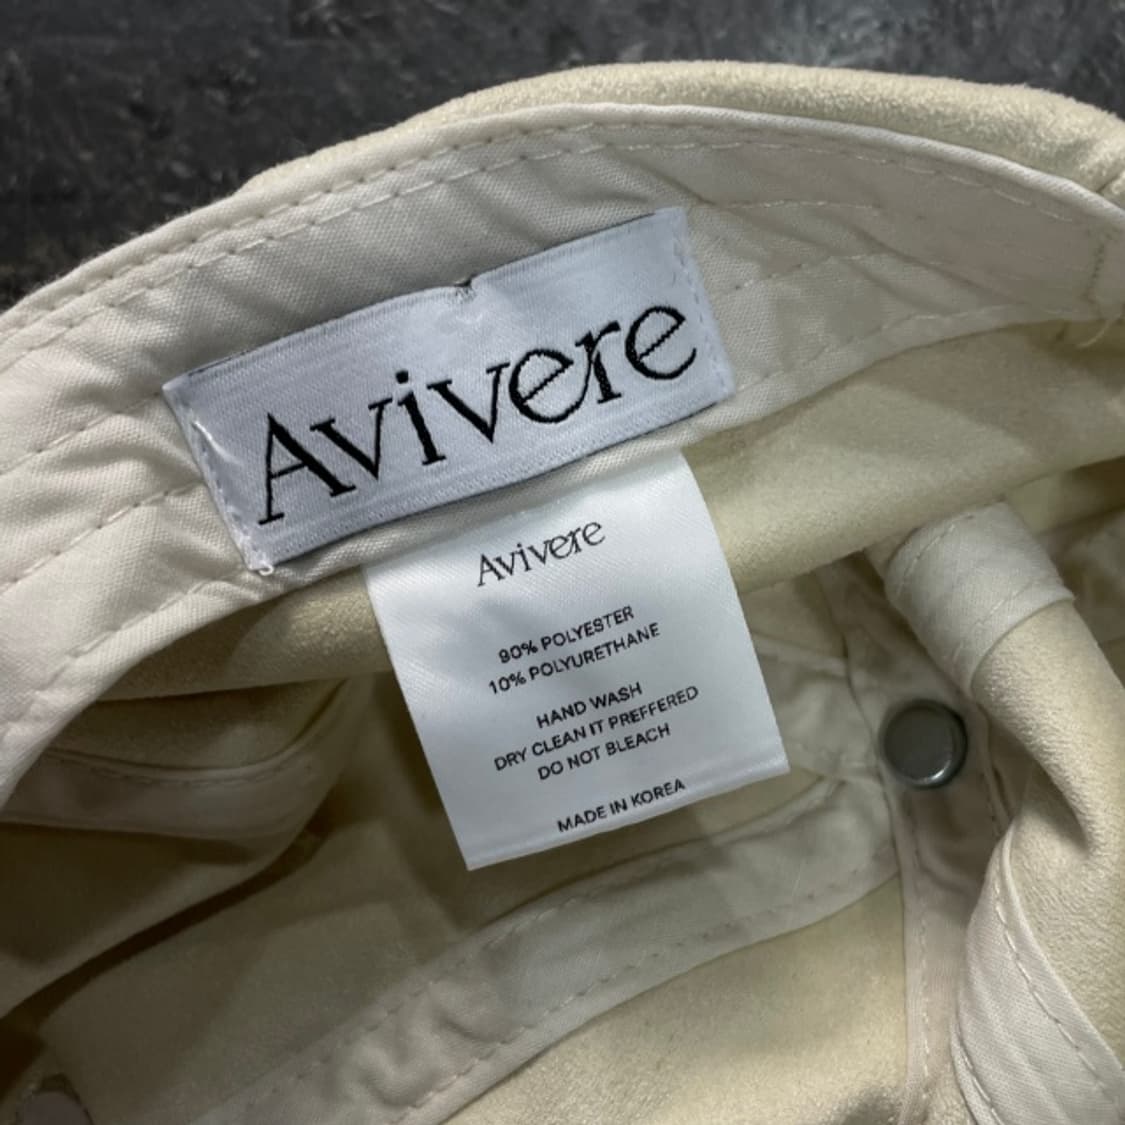 Avivere
Avivere
90% POLYESTER
10% POLYURETHANE
HAND WASH
DRY CLEAN IT PREFFERED
DO NOT BLEACH
MADE IN KOREA